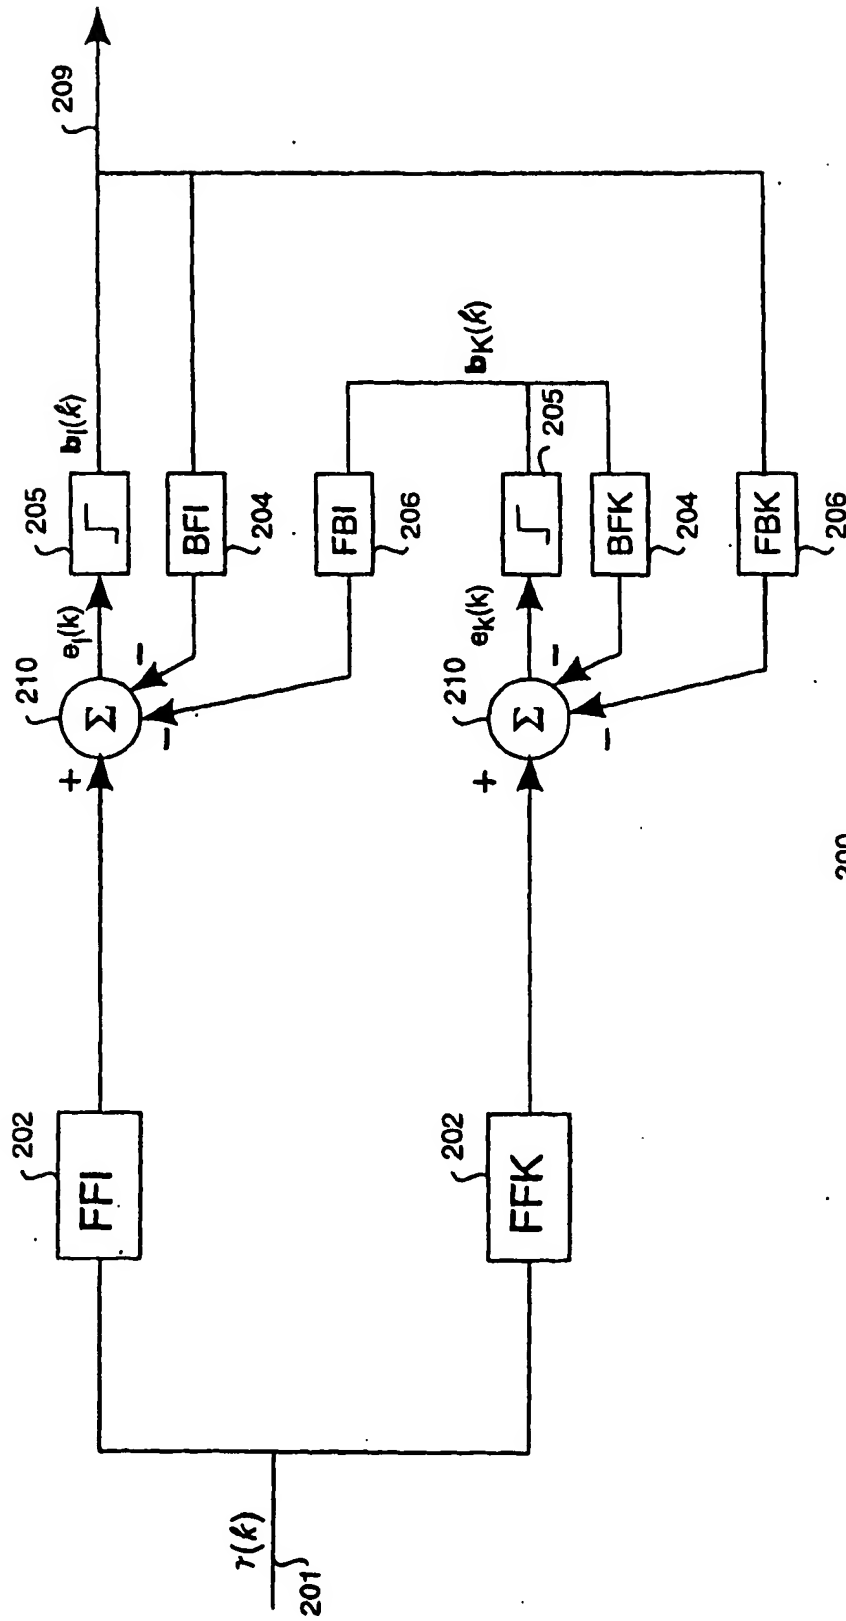 209
b_I(k̂)
205
e_I(k)
210
Σ
+
−
−
BFI
204
FBI
206
b_K(k̂)
205
e_K(k)
210
Σ
+
−
−
BFK
204
FBK
206
202
FFI
202
FFK
r(k)
201
200